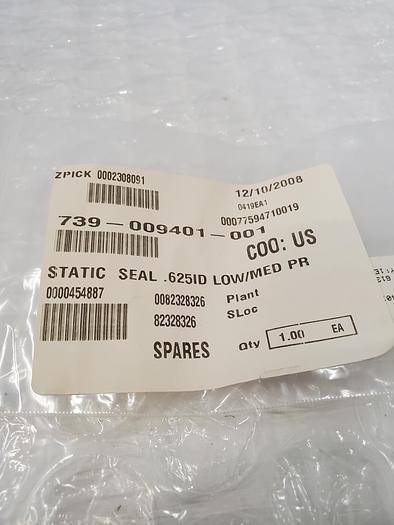 ZPICK 0002308091
12/10/2008
0419EA1
00077594710019
739-009401-001
COO: US
STATIC SEAL .625ID LOW/MED PR
0000454887
0082328326
Plant
82328326
SLoc
SPARES
Qty 1.00 EA